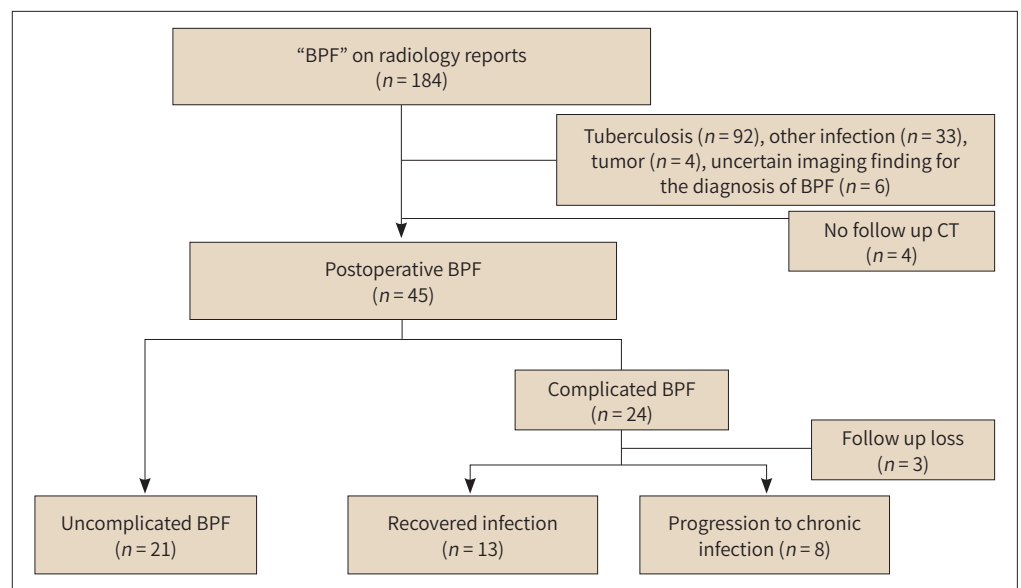 “BPF” on radiology reports
(n = 184)
Tuberculosis (n = 92), other infection (n = 33),
tumor (n = 4), uncertain imaging finding for
the diagnosis of BPF (n = 6)
No follow up CT
(n = 4)
Postoperative BPF
(n = 45)
Complicated BPF
(n = 24)
Follow up loss
(n = 3)
Uncomplicated BPF
(n = 21)
Recovered infection
(n = 13)
Progression to chronic
infection (n = 8)